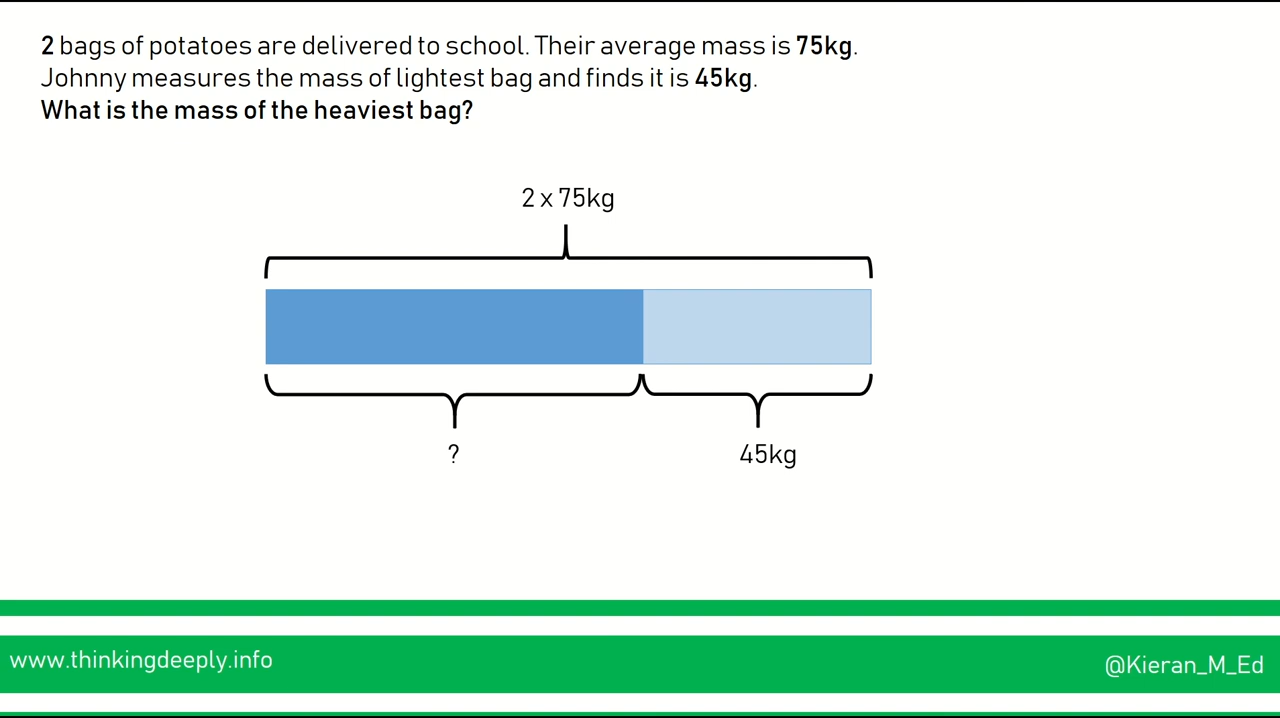 2 bags of potatoes are delivered to school. Their average mass is 75kg.
Johnny measures the mass of lightest bag and finds it is 45kg.
What is the mass of the heaviest bag?
2 x 75kg
?
45kg
www.thinkingdeeply.info
@Kieran_M_Ed